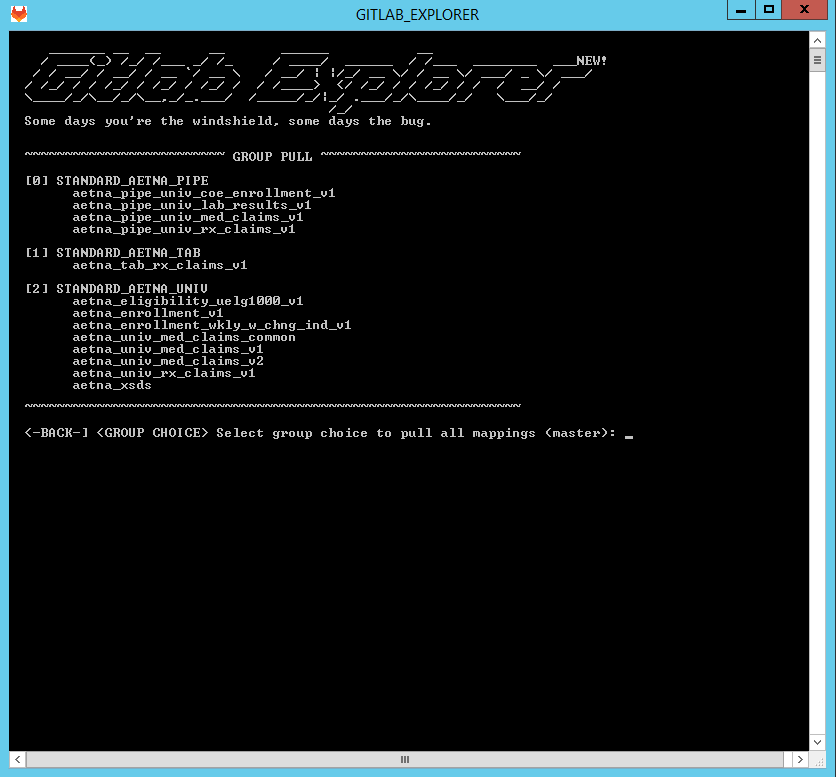 GITLAB_EXPLORER
Gitlab Explorer NEW!
Some days you're the windshield, some days the bug.
~~~~~~~~~~~~~~~~~~~~~~~~~ GROUP PULL ~~~~~~~~~~~~~~~~~~~~~~~~~
[0] STANDARD_AETNA_PIPE
aetna_pipe_univ_coe_enrollment_v1
aetna_pipe_univ_lab_results_v1
aetna_pipe_univ_med_claims_v1
aetna_pipe_univ_rx_claims_v1
[1] STANDARD_AETNA_TAB
aetna_tab_rx_claims_v1
[2] STANDARD_AETNA_UNIV
aetna_eligibility_uelg1000_v1
aetna_enrollment_v1
aetna_enrollment_wkly_w_chng_ind_v1
aetna_univ_med_claims_common
aetna_univ_med_claims_v1
aetna_univ_med_claims_v2
aetna_univ_rx_claims_v1
aetna_xsds
~~~~~~~~~~~~~~~~~~~~~~~~~~~~~~~~~~~~~~~~~~~~~~~~~~~~~~~~~~~~~~
<-BACK-] <GROUP CHOICE> Select group choice to pull all mappings (master): _